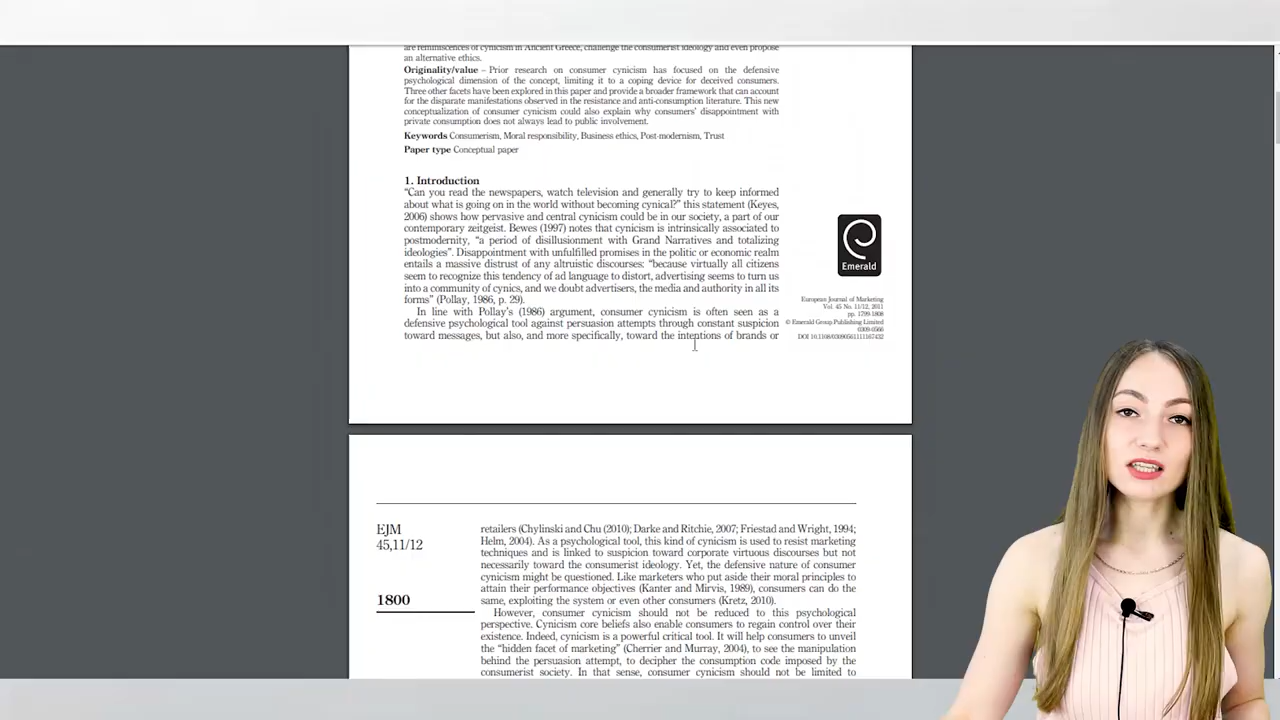 are reminiscences of cynicism in Ancient Greece, challenge the consumerist ideology and even propose
an alternative ethics.
Originality/value – Prior research on consumer cynicism has focused on the defensive
psychological dimension of the concept, limiting it to a coping device for deceived consumers.
Three other facets have been explored in this paper and provide a broader framework that can account
for the disparate manifestations observed in the resistance and anti-consumption literature. This new
conceptualization of consumer cynicism could also explain why consumers' disappointment with
private consumption does not always lead to public involvement.
Keywords Consumerism, Moral responsibility, Business ethics, Post-modernism, Trust
Paper type Conceptual paper
1. Introduction
“Can you read the newspapers, watch television and generally try to keep informed
about what is going on in the world without becoming cynical?” this statement (Keyes,
2006) shows how pervasive and central cynicism could be in our society, a part of our
contemporary zeitgeist. Bewes (1997) notes that cynicism is intrinsically associated to
postmodernity, “a period of disillusionment with Grand Narratives and totalizing
ideologies”. Disappointment with unfulfilled promises in the politic or economic realm
entails a massive distrust of any altruistic discourses: “because virtually all citizens
seem to recognize this tendency of ad language to distort, advertising seems to turn us
into a community of cynics, and we doubt advertisers, the media and authority in all its
forms” (Pollay, 1986, p. 29).
In line with Pollay's (1986) argument, consumer cynicism is often seen as a
defensive psychological tool against persuasion attempts through constant suspicion
toward messages, but also, and more specifically, toward the intentions of brands or
Emerald
European Journal of Marketing
Vol. 45 No. 11/12, 2011
pp. 1799-1808
© Emerald Group Publishing Limited
0309-0566
DOI 10.1108/03090561111167432
EJM
45,11/12
1800
retailers (Chylinski and Chu (2010); Darke and Ritchie, 2007; Friestad and Wright, 1994;
Helm, 2004). As a psychological tool, this kind of cynicism is used to resist marketing
techniques and is linked to suspicion toward corporate virtuous discourses but not
necessarily toward the consumerist ideology. Yet, the defensive nature of consumer
cynicism might be questioned. Like marketers who put aside their moral principles to
attain their performance objectives (Kanter and Mirvis, 1989), consumers can do the
same, exploiting the system or even other consumers (Kretz, 2010).
However, consumer cynicism should not be reduced to this psychological
perspective. Cynicism core beliefs also enable consumers to regain control over their
existence. Indeed, cynicism is a powerful critical tool. It will help consumers to unveil
the “hidden facet of marketing” (Cherrier and Murray, 2004), to see the manipulation
behind the persuasion attempt, to decipher the consumption code imposed by the
consumerist society. In that sense, consumer cynicism should not be limited to